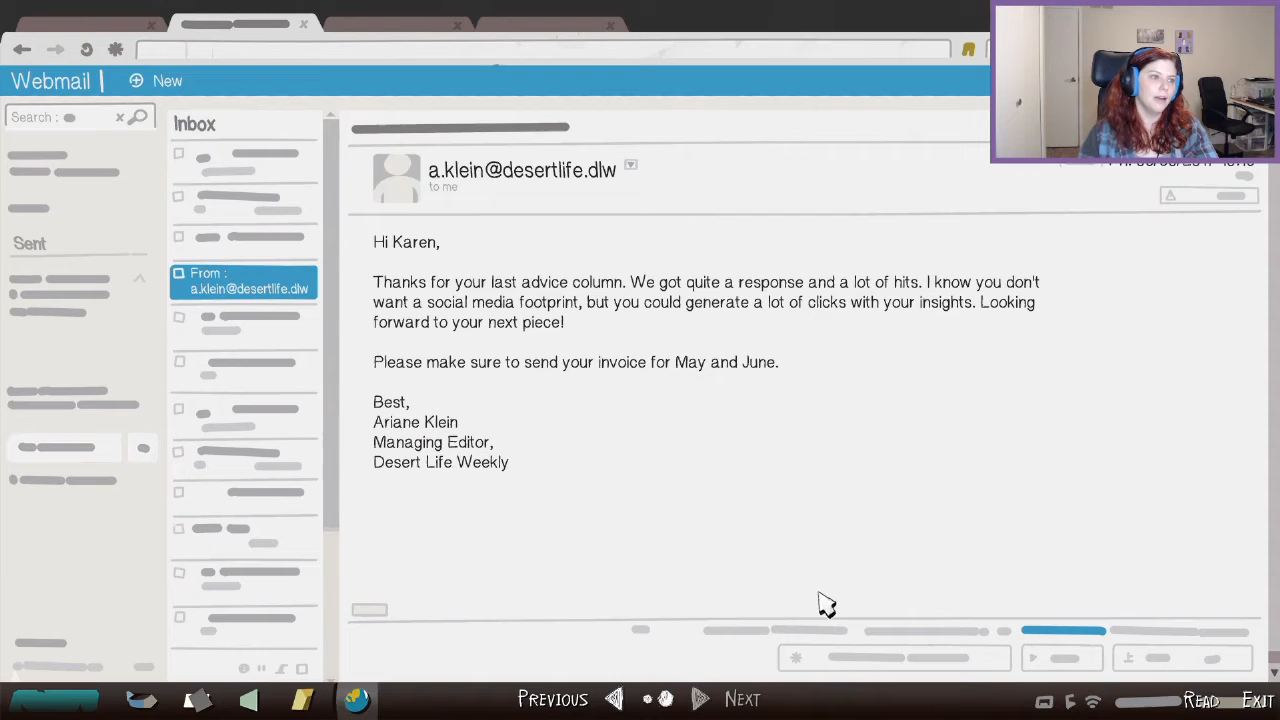 Webmail
New
Search :
Inbox
a.klein@desertlife.dlw
to me
Sent
From :
a.klein@desertlife.dlw
Hi Karen,
Thanks for your last advice column. We got quite a response and a lot of hits. I know you don't
want a social media footprint, but you could generate a lot of clicks with your insights. Looking
forward to your next piece!
Please make sure to send your invoice for May and June.
Best,
Ariane Klein
Managing Editor,
Desert Life Weekly
PREVIOUS
NEXT
READ
EXIT